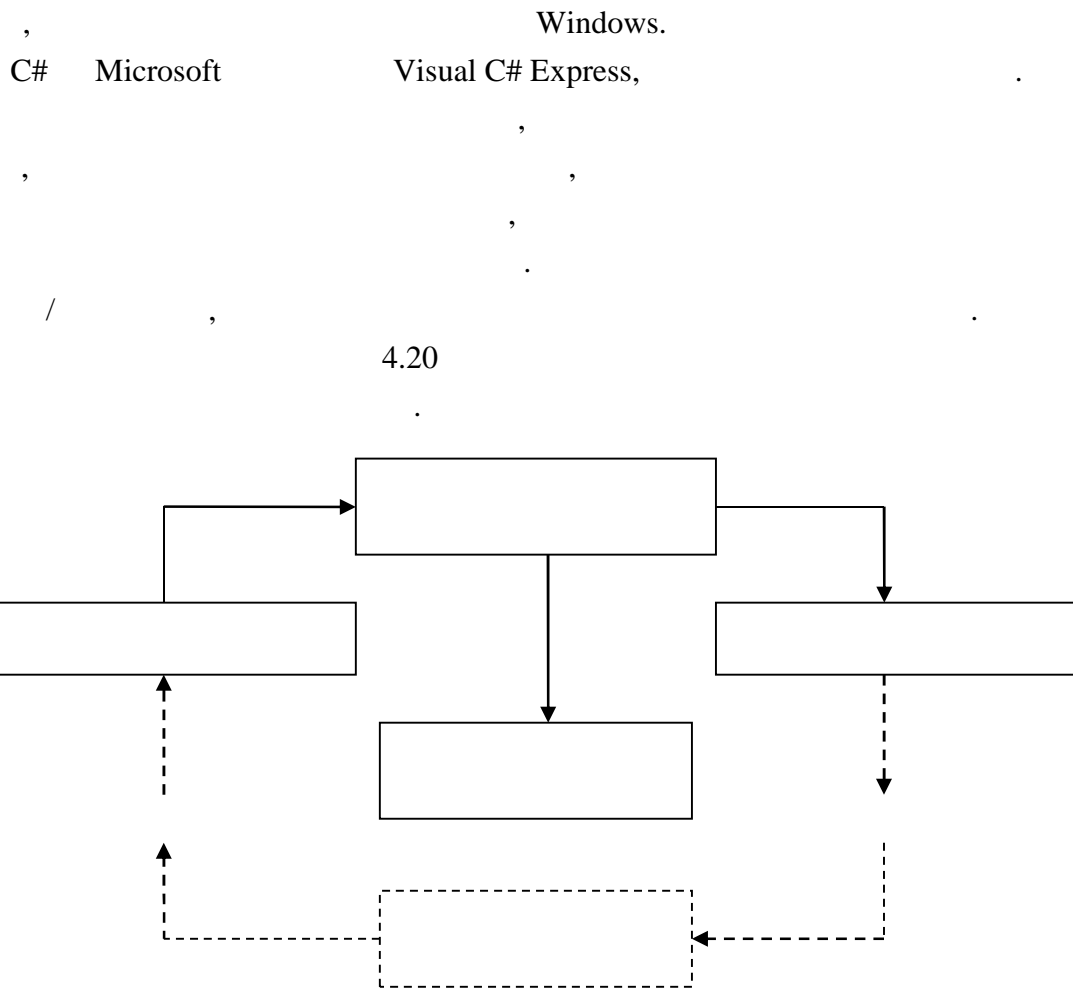 , Windows.
C# Microsoft Visual C# Express, .
,
, ,
,
.
/ , .
4.20
.